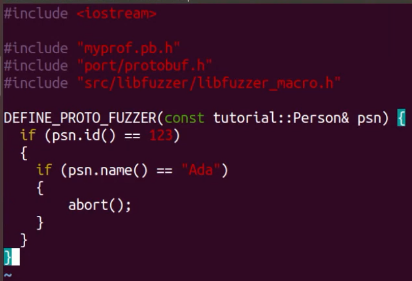 #include <iostream>
#include "myprof.pb.h"
#include "port/protobuf.h"
#include "src/libfuzzer/libfuzzer_macro.h"
DEFINE_PROTO_FUZZER(const tutorial::Person& psn) {
if (psn.id() == 123)
{
if (psn.name() == "Ada")
{
abort();
}
}
}
~